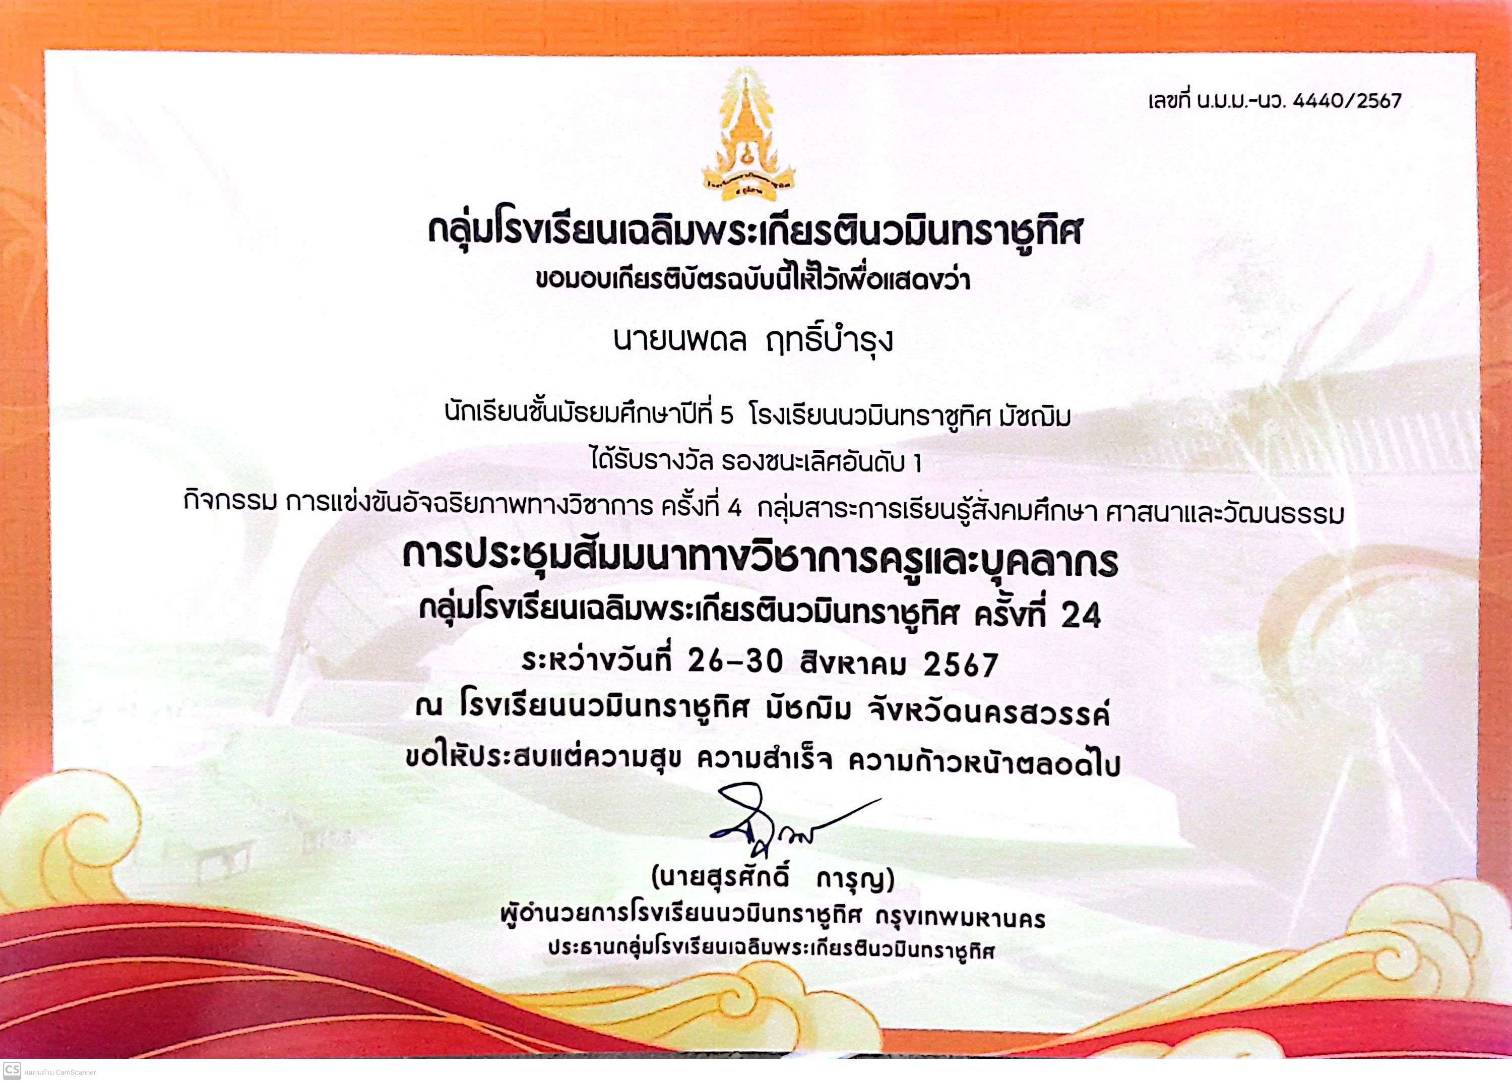 เลขที่ น.ม.ม.-นว. 4440/2567
กลุ่มโรงเรียนเฉลิมพระเกียรตินวมินทราชูทิศ
ขอมอบเกียรติบัตรฉบับนี้ให้ไว้เพื่อแสดงว่า
นายนพดล ฤทธิ์บำรุง
นักเรียนชั้นมัธยมศึกษาปีที่ 5 โรงเรียนนวมินทราชูทิศ มัชฌิม
ได้รับรางวัล รองชนะเลิศอันดับ 1
กิจกรรม การแข่งขันอัจฉริยภาพทางวิชาการ ครั้งที่ 4 กลุ่มสาระการเรียนรู้สังคมศึกษา ศาสนาและวัฒนธรรม
การประชุมสัมมนาทางวิชาการครูและบุคลากร
กลุ่มโรงเรียนเฉลิมพระเกียรตินวมินทราชูทิศ ครั้งที่ 24
ระหว่างวันที่ 26-30 สิงหาคม 2567
ณ โรงเรียนนวมินทราชูทิศ มัชฌิม จังหวัดนครสวรรค์
ขอให้ประสบแต่ความสุข ความสำเร็จ ความก้าวหน้าตลอดไป
(นายสุรศักดิ์ การุญ)
ผู้อำนวยการโรงเรียนนวมินทราชูทิศ กรุงเทพมหานคร
ประธานกลุ่มโรงเรียนเฉลิมพระเกียรตินวมินทราชูทิศ
CS สแกนด้วย CamScanner